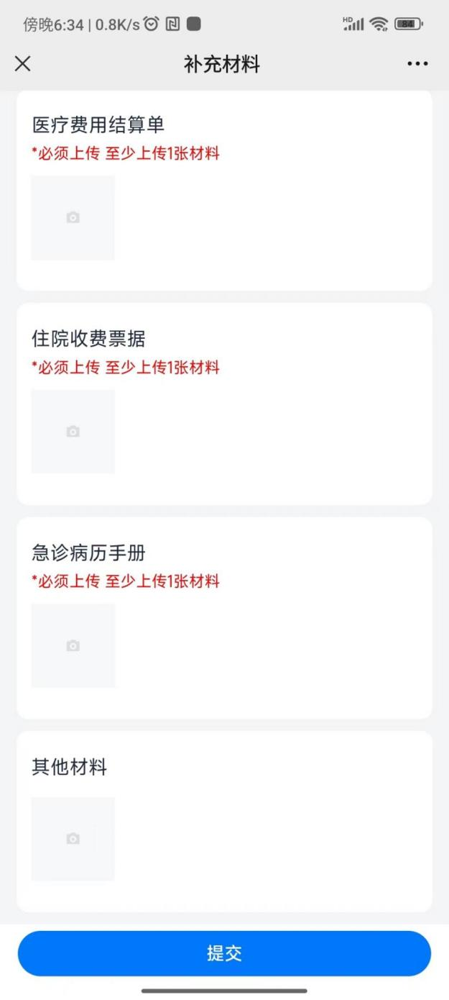 傍晚6:34 | 0.8K/s
HD
84
补充材料
医疗费用结算单
*必须上传 至少上传1张材料
住院收费票据
*必须上传 至少上传1张材料
急诊病历手册
*必须上传 至少上传1张材料
其他材料
提交